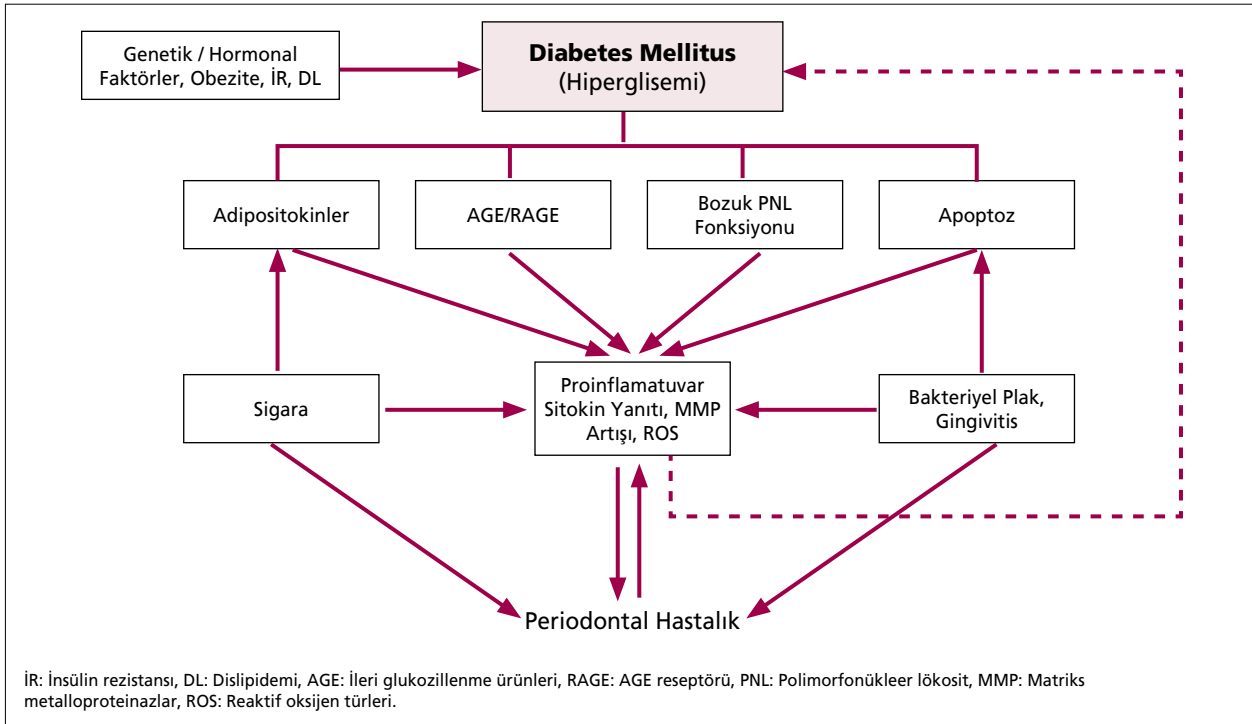 Genetik / Hormonal
Faktörler, Obezite, İR, DL
Diabetes Mellitus
(Hiperglisemi)
Adipositokinler
AGE/RAGE
Bozuk PNL
Fonksiyonu
Apoptoz
Sigara
Proinflamatuvar
Sitokin Yanıtı, MMP
Artışı, ROS
Bakteriyel Plak,
Gingivitis
Periodontal Hastalık
İR: İnsülin rezistansı, DL: Dislipidemi, AGE: İleri glukozillenme ürünleri, RAGE: AGE reseptörü, PNL: Polimorfonükleer lökosit, MMP: Matriks
metalloproteinazlar, ROS: Reaktif oksijen türleri.